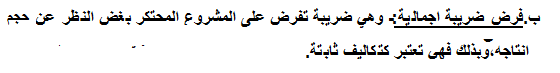 ب.فرض ضريبة اجمالية:- وهي ضريبة تفرض على المشروع المحتكر بغض النظر عن حجم
انتاجه،وبذلك فهي تعتبر كتكاليف ثابتة.